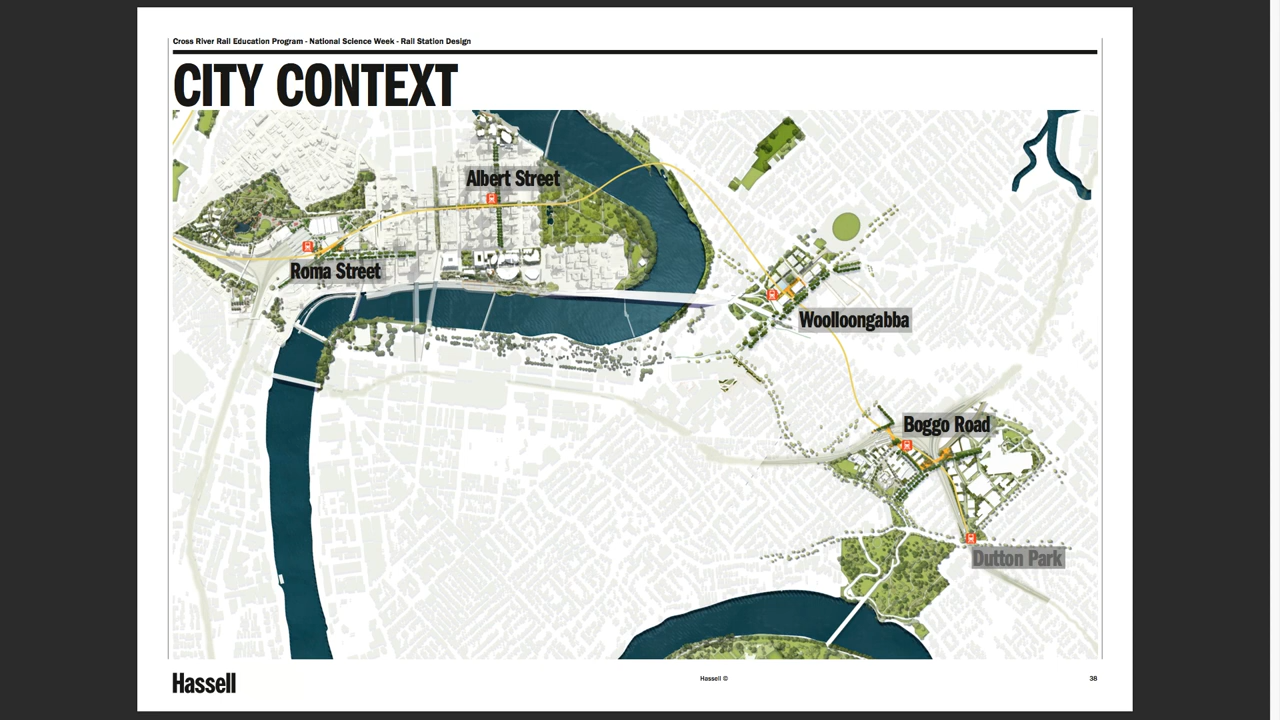 Cross River Rail Education Program - National Science Week - Rail Station Design
CITY CONTEXT
Albert Street
Roma Street
Woolloongabba
Boggo Road
Dutton Park
Hassell
Hassell ©
38